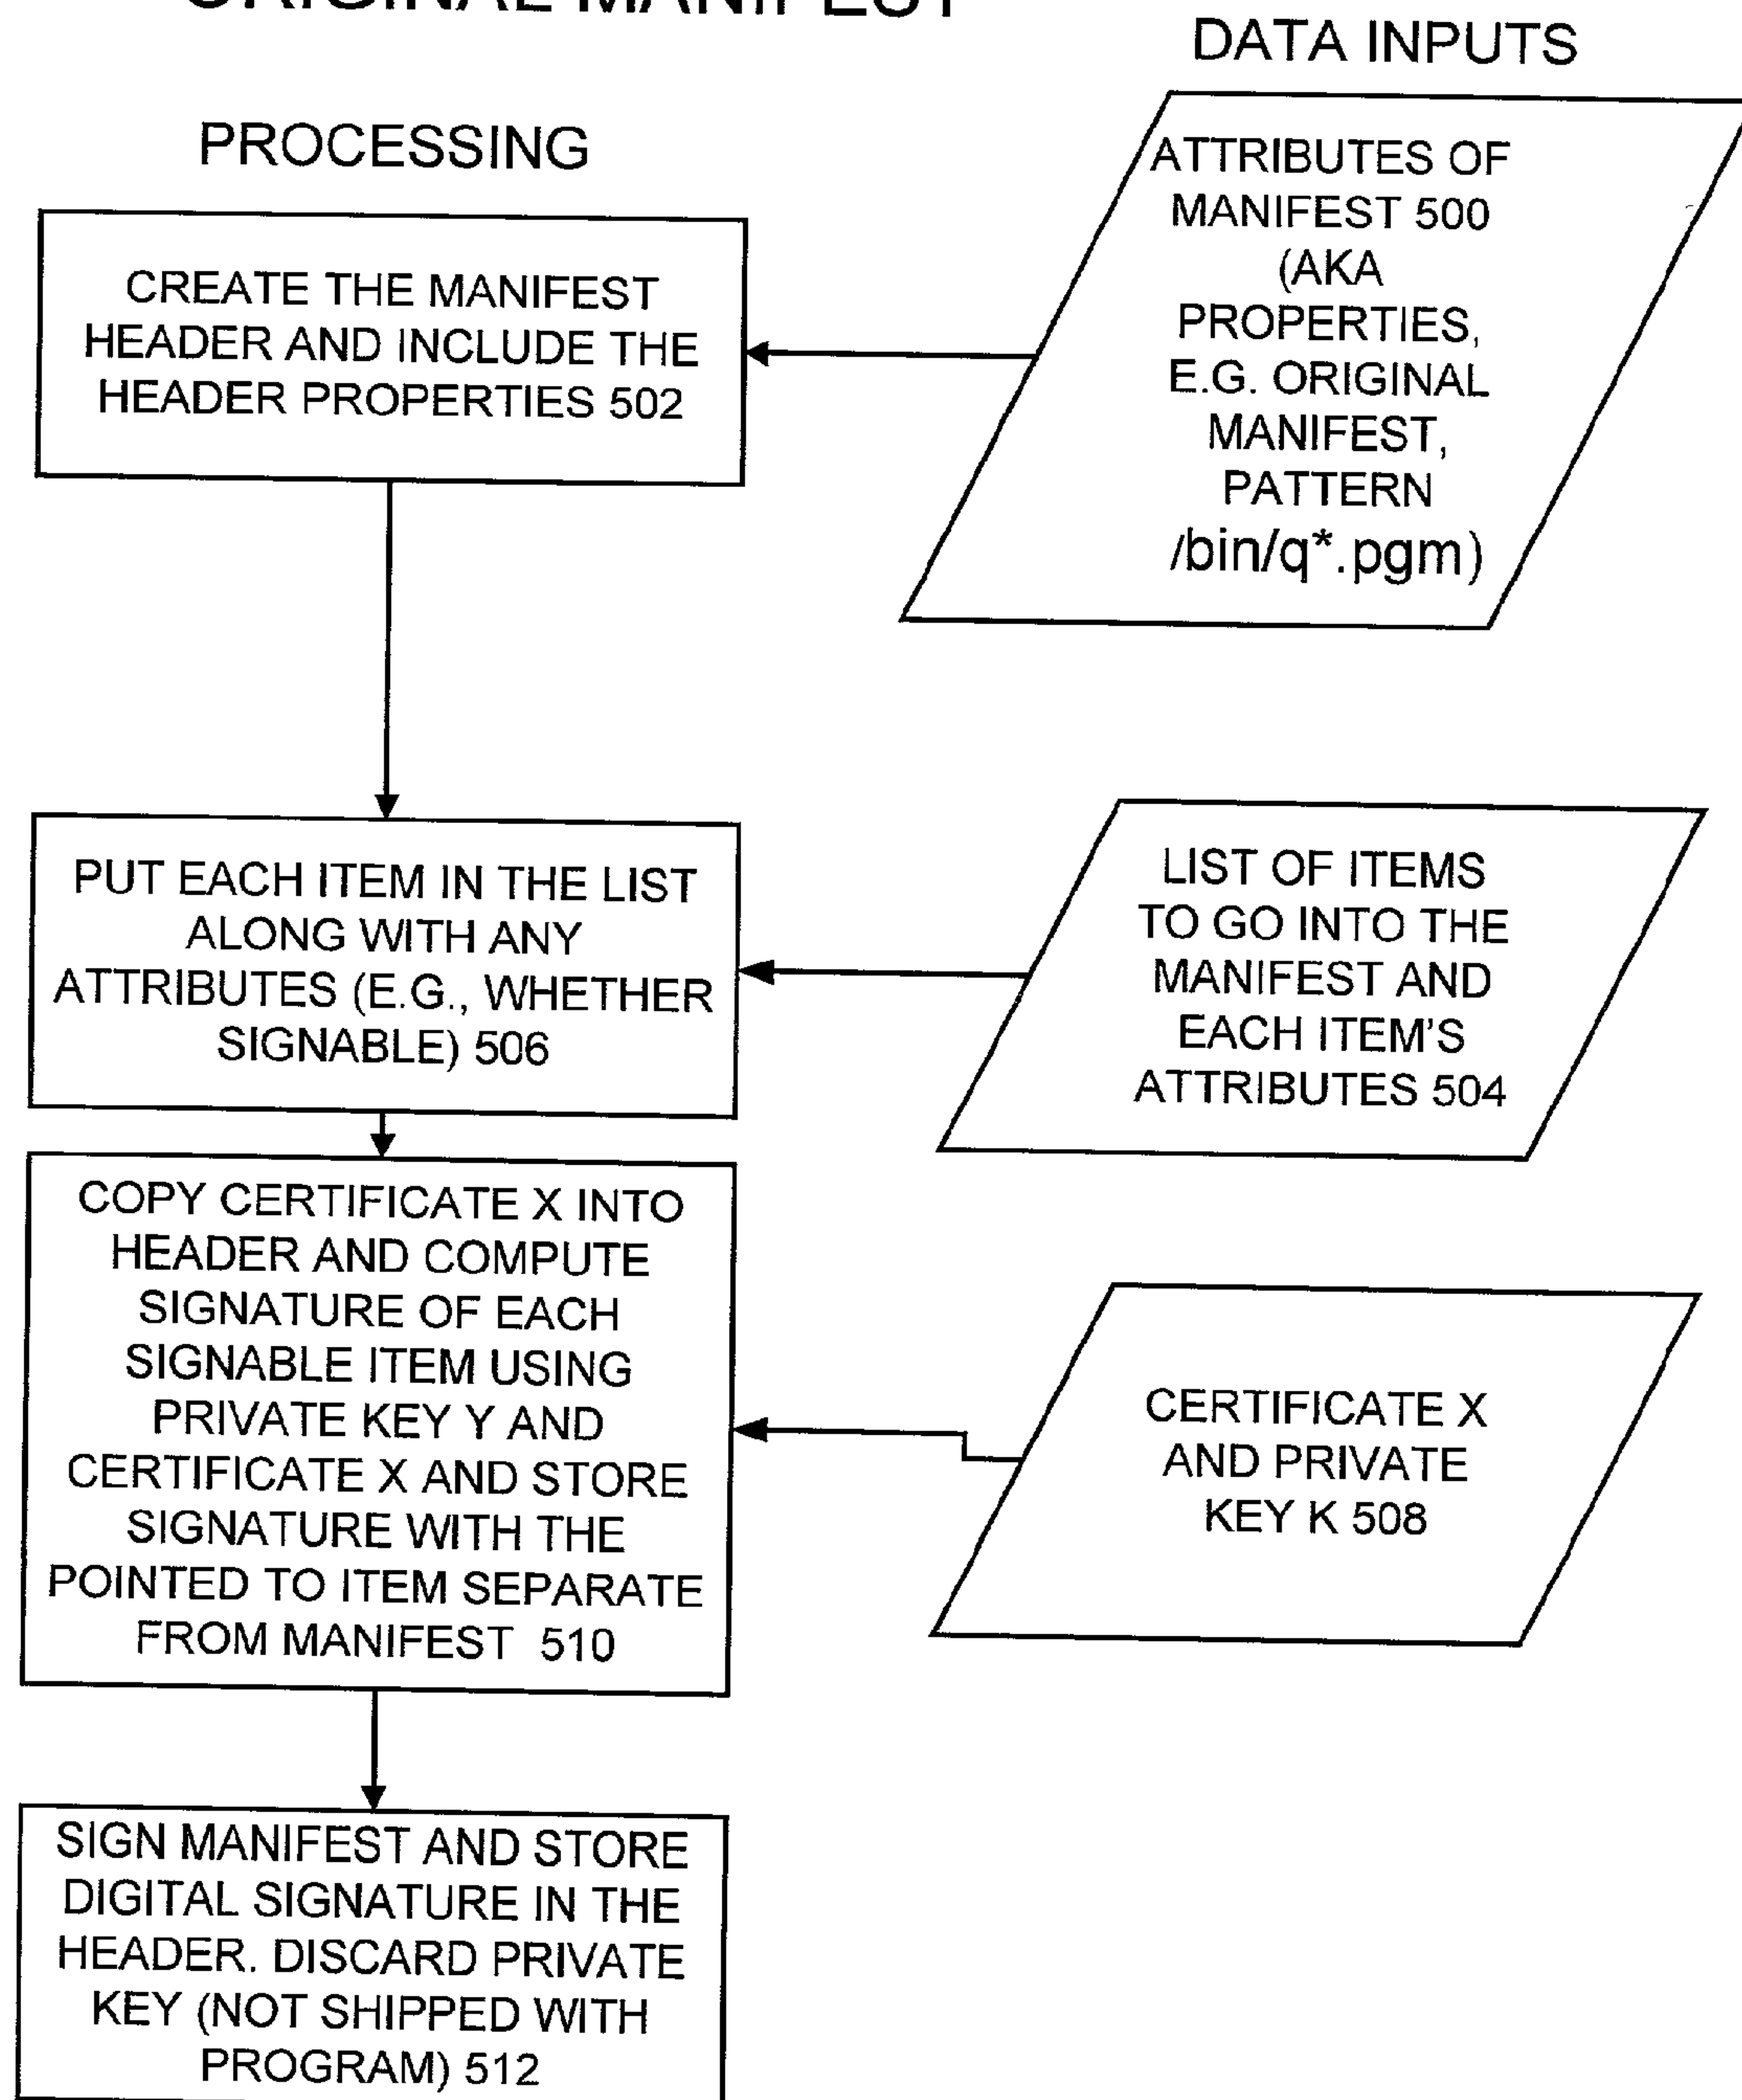 ORIGINAL MANIFEST
DATA INPUTS
PROCESSING
ATTRIBUTES OF
MANIFEST 500
(AKA
PROPERTIES,
E.G. ORIGINAL
MANIFEST,
PATTERN
/bin/q*.pgm)
CREATE THE MANIFEST
HEADER AND INCLUDE THE
HEADER PROPERTIES 502
PUT EACH ITEM IN THE LIST
ALONG WITH ANY
ATTRIBUTES (E.G., WHETHER
SIGNABLE) 506
LIST OF ITEMS
TO GO INTO THE
MANIFEST AND
EACH ITEM'S
ATTRIBUTES 504
COPY CERTIFICATE X INTO
HEADER AND COMPUTE
SIGNATURE OF EACH
SIGNABLE ITEM USING
PRIVATE KEY Y AND
CERTIFICATE X AND STORE
SIGNATURE WITH THE
POINTED TO ITEM SEPARATE
FROM MANIFEST 510
CERTIFICATE X
AND PRIVATE
KEY K 508
SIGN MANIFEST AND STORE
DIGITAL SIGNATURE IN THE
HEADER. DISCARD PRIVATE
KEY (NOT SHIPPED WITH
PROGRAM) 512